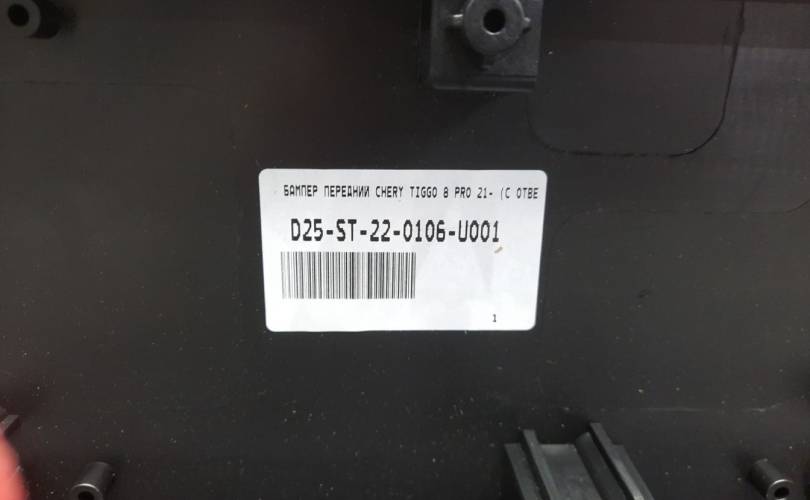 БАМПЕР ПЕРЕДНИЙ CHERY TIGGO 8 PRO 21- (С ОТВЕ
D25-ST-22-0106-U001
1